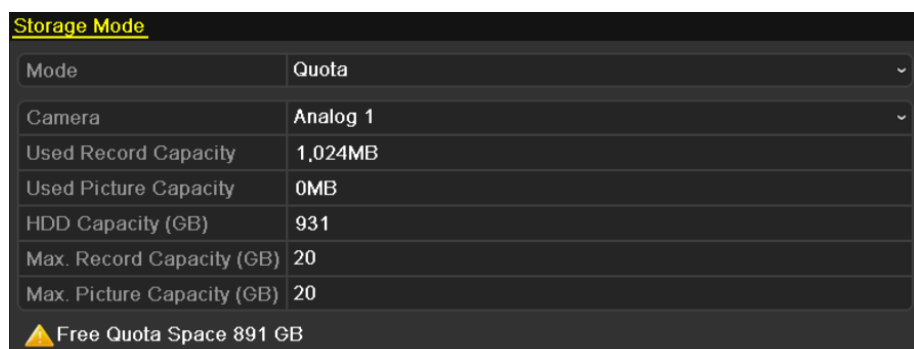 Storage Mode
Mode Quota
Camera Analog 1
Used Record Capacity 1,024MB
Used Picture Capacity 0MB
HDD Capacity (GB) 931
Max. Record Capacity (GB) 20
Max. Picture Capacity (GB) 20
Free Quota Space 891 GB